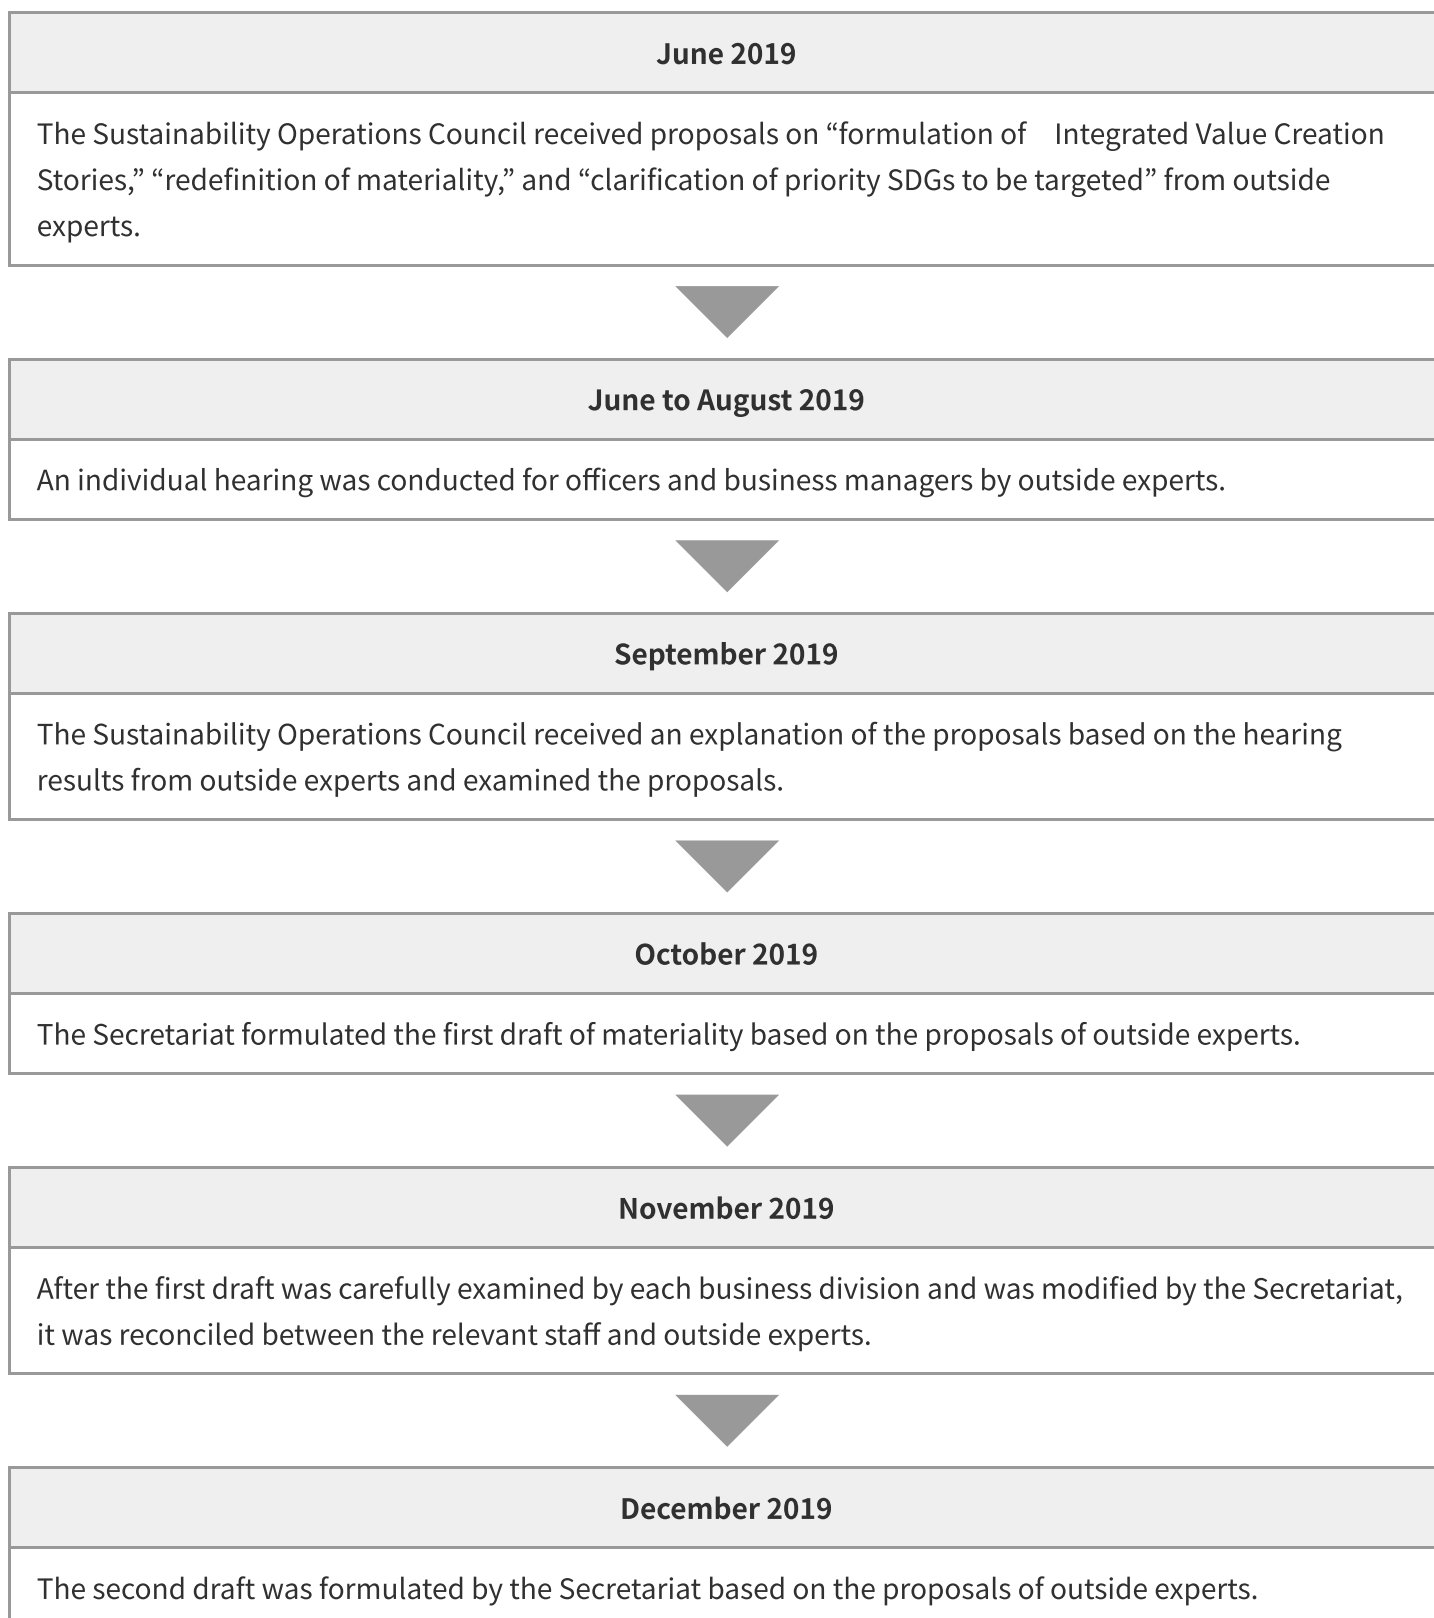 June 2019
The Sustainability Operations Council received proposals on “formulation of　Integrated Value Creation
Stories,” “redefinition of materiality,” and “clarification of priority SDGs to be targeted” from outside
experts.
June to August 2019
An individual hearing was conducted for officers and business managers by outside experts.
September 2019
The Sustainability Operations Council received an explanation of the proposals based on the hearing
results from outside experts and examined the proposals.
October 2019
The Secretariat formulated the first draft of materiality based on the proposals of outside experts.
November 2019
After the first draft was carefully examined by each business division and was modified by the Secretariat,
it was reconciled between the relevant staff and outside experts.
December 2019
The second draft was formulated by the Secretariat based on the proposals of outside experts.